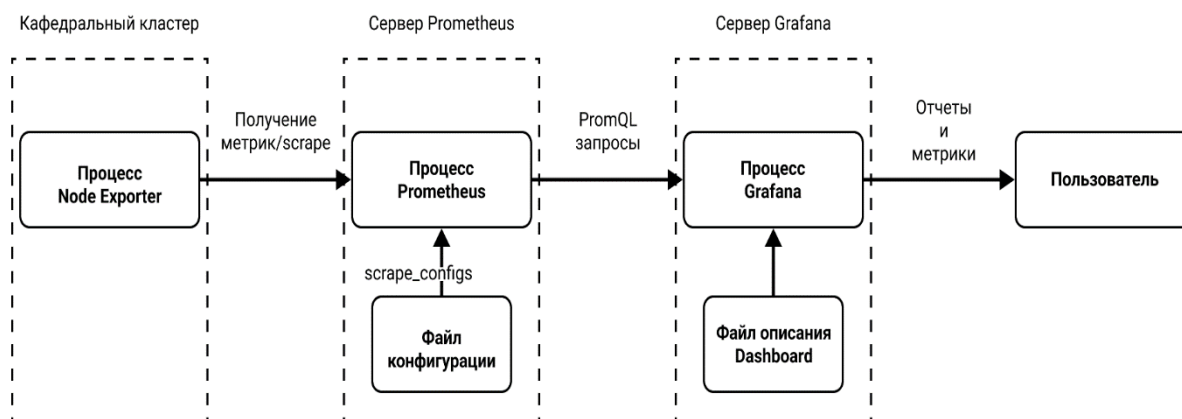 Кафедральный кластер
Сервер Prometheus
Сервер Grafana
Получение
метрик/scrape
PromQL
запросы
Отчеты
и
метрики
Процесс
Node Exporter
Процесс
Prometheus
Процесс
Grafana
Пользователь
scrape_configs
Файл
конфигурации
Файл описания
Dashboard